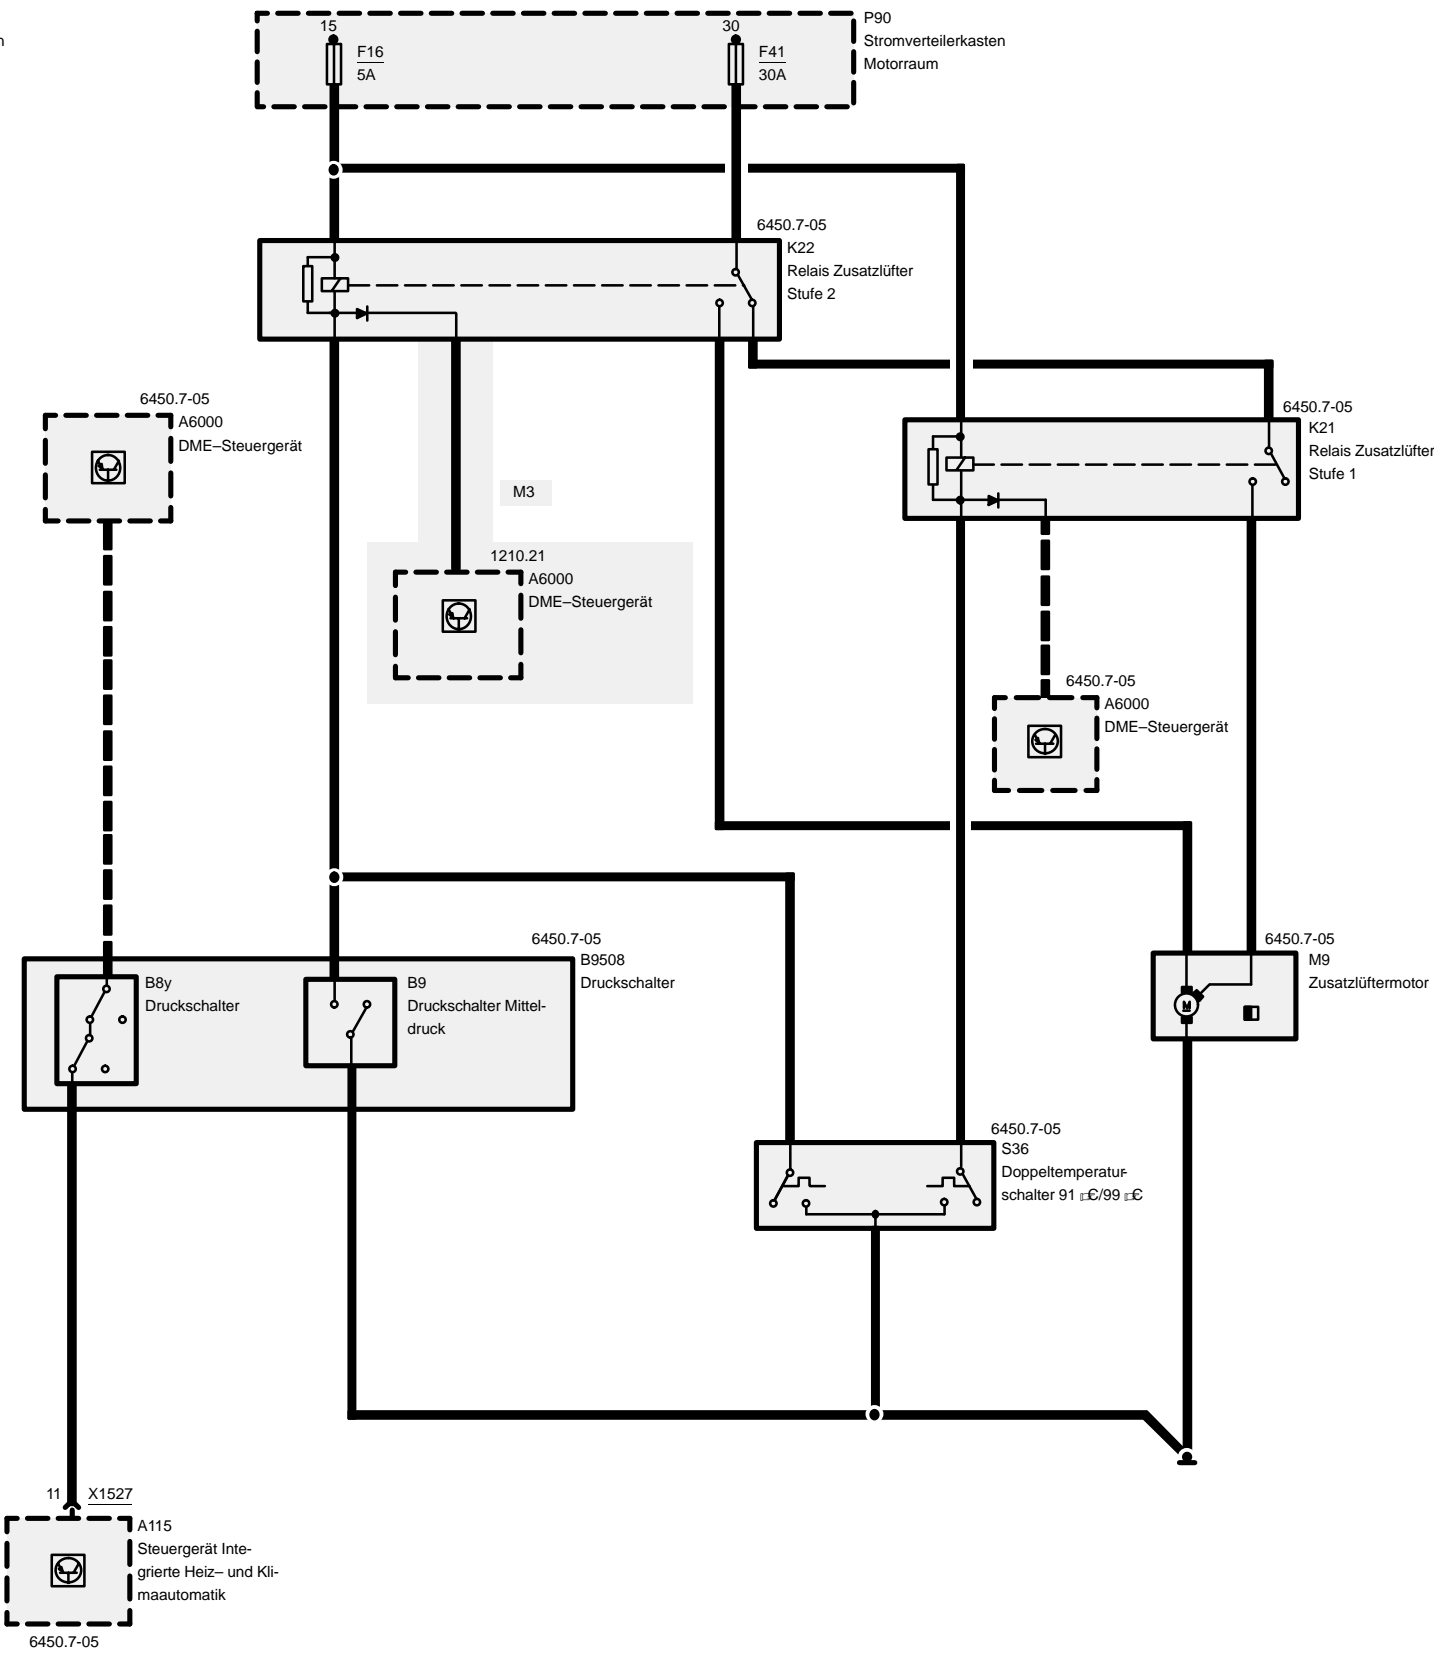 n
15
F16
5A
30
F41
30A
P90
Stromverteilerkasten
Motorraum
6450.7-05
K22
Relais Zusatzlüfter
Stufe 2
6450.7-05
A6000
DME–Steuergerät
M3
6450.7-05
K21
Relais Zusatzlüfter
Stufe 1
1210.21
A6000
DME–Steuergerät
6450.7-05
A6000
DME–Steuergerät
6450.7-05
B9508
Druckschalter
B8y
Druckschalter
B9
Druckschalter Mittel-
druck
6450.7-05
M9
Zusatzlüftermotor
M
6450.7-05
S36
Doppeltemperatur-
schalter 91 C/99 C
11
X1527
A115
Steuergerät Inte-
grierte Heiz– und Kli-
maautomatik
6450.7-05